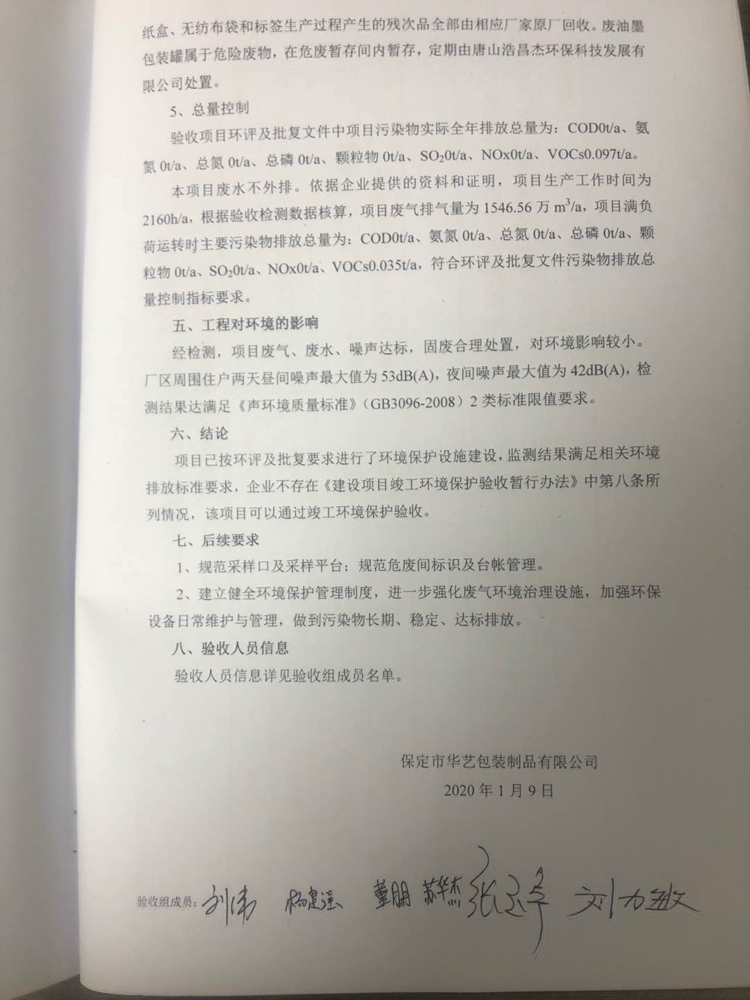 纸盒、无纺布袋和标签生产过程产生的残次品全部由相应厂家原厂回收。废油墨
包装罐属于危险废物，在危废暂存间内暂存，定期由唐山浩昌杰环保科技发展有
限公司处置。
5、总量控制
验收项目环评及批复文件中项目污染物实际全年排放总量为：COD0t/a、氨
氮 0t/a、总氮 0t/a、总磷 0t/a、颗粒物 0t/a、SO₂0t/a、NOx0t/a、VOCs0.097t/a。
本项目废水不外排。依据企业提供的资料和证明，项目生产工作时间为
2160h/a，根据验收检测数据核算，项目废气排气量为 1546.56 万 m³/a，项目满负
荷运转时主要污染物排放总量为：COD0t/a、氨氮 0t/a、总氮 0t/a、总磷 0t/a、颗
粒物 0t/a、SO₂0t/a、NOx0t/a、VOCs0.035t/a，符合环评及批复文件污染物排放总
量控制指标要求。
五、工程对环境的影响
经检测，项目废气、废水、噪声达标，固废合理处置，对环境影响较小。
厂区周围住户两天昼间噪声最大值为 53dB(A)，夜间噪声最大值为 42dB(A)，检
测结果达满足《声环境质量标准》（GB3096-2008）2 类标准限值要求。
六、结论
项目已按环评及批复要求进行了环境保护设施建设，监测结果满足相关环境
排放标准要求，企业不存在《建设项目竣工环境保护验收暂行办法》中第八条所
列情况，该项目可以通过竣工环境保护验收。
七、后续要求
1、规范采样口及采样平台；规范危废间标识及台帐管理。
2、建立健全环境保护管理制度，进一步强化废气环境治理设施，加强环保
设备日常维护与管理，做到污染物长期、稳定、达标排放。
八、验收人员信息
验收人员信息详见验收组成员名单。
保定市华艺包装制品有限公司
2020 年 1 月 9 日
验收组成员：刘伟 杨建强 董朋 苏华杰 刘力敏